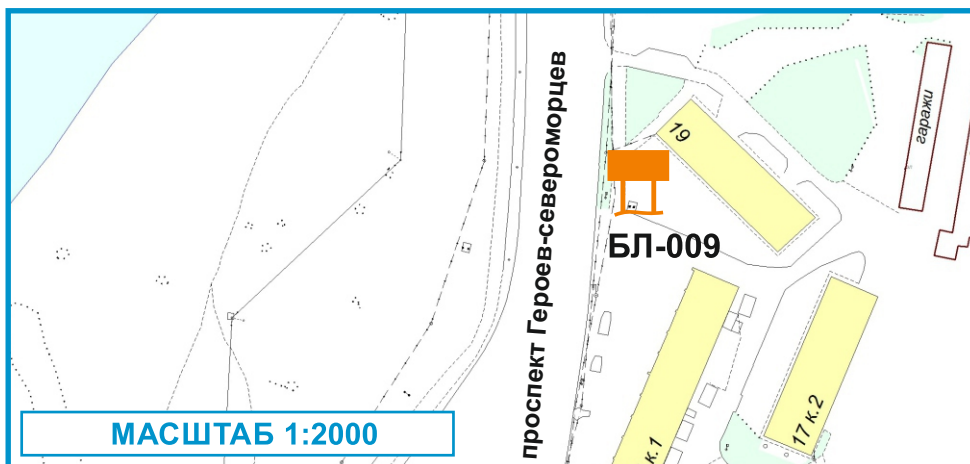 проспект Героев-североморцев
19
гаражи
БЛ-009
к.1
17 к.2
МАСШТАБ 1:2000